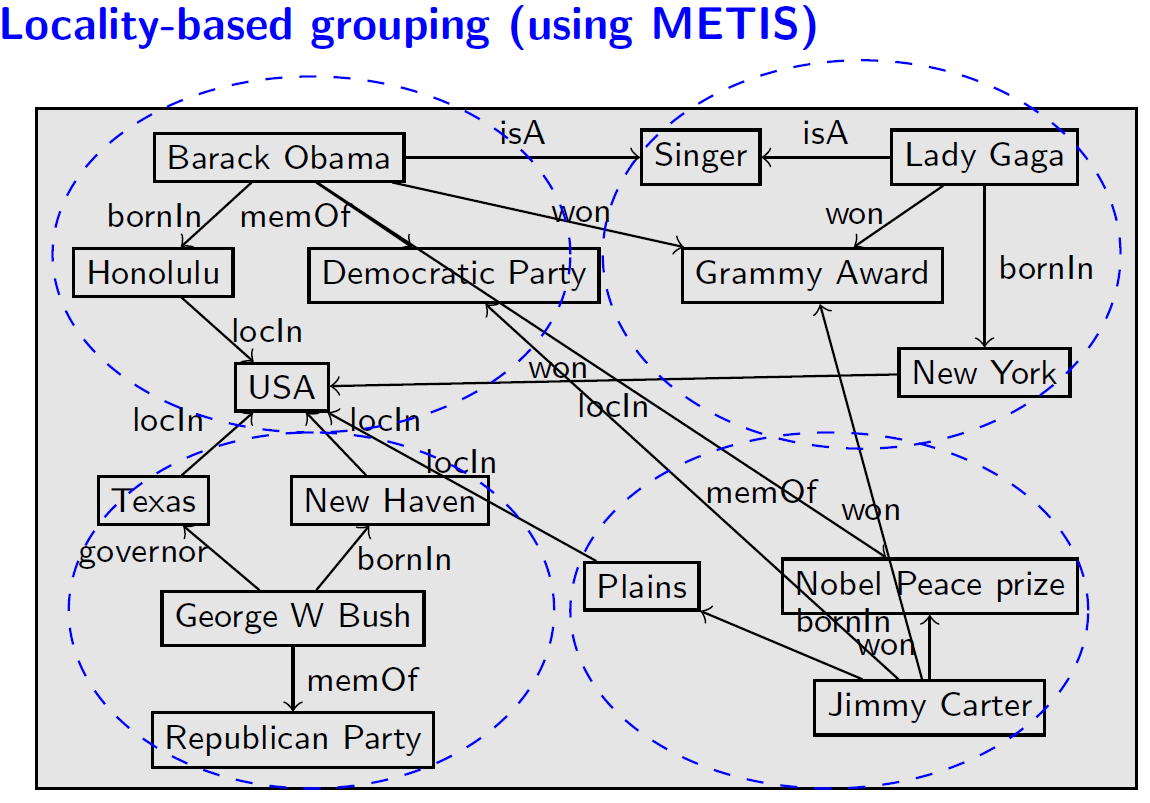 Locality-based grouping (using METIS)
isA
isA
Barack Obama
Singer
Lady Gaga
bornIn
memOf
won
won
Honolulu
Democratic Party
Grammy Award
bornIn
locIn
won
USA
New York
locIn
locIn
locIn
locIn
Texas
New Haven
memOf
won
governor
bornIn
Plains
Nobel Peace prize
George W Bush
bornIn
won
memOf
Jimmy Carter
Republican Party